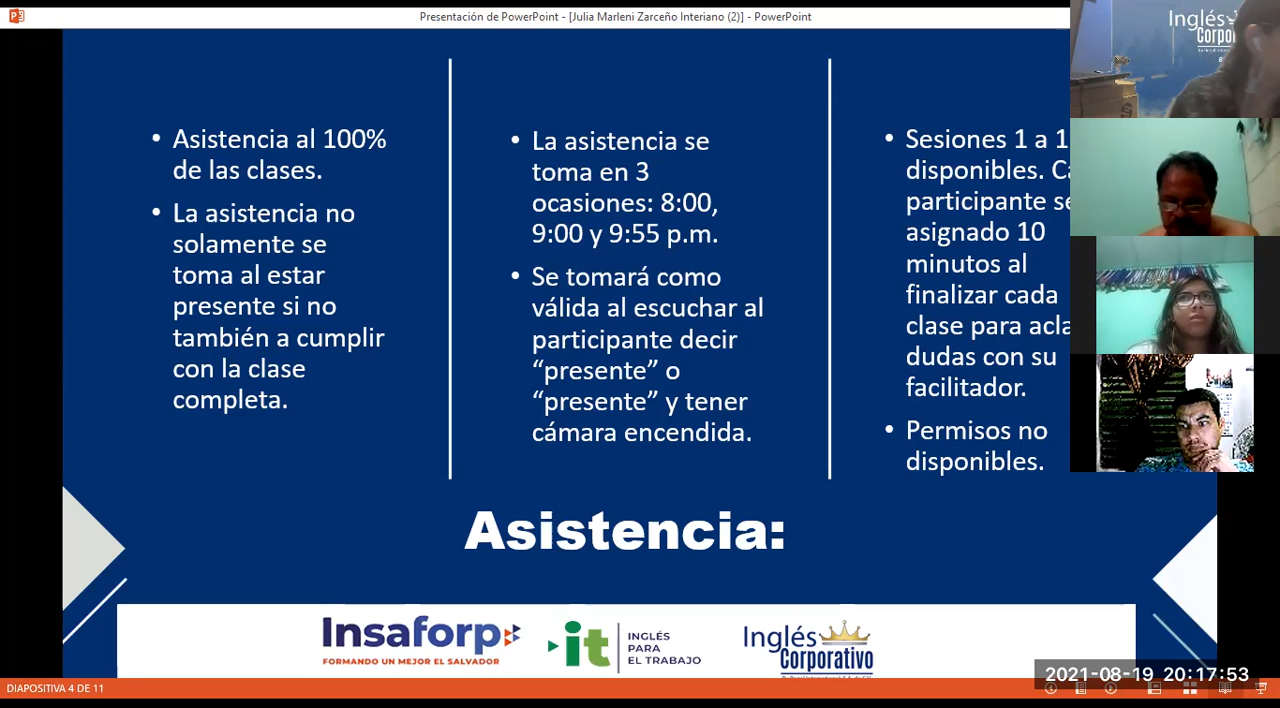 Presentación de PowerPoint - [Julia Marleni Zarceño Interiano (2)] - PowerPoint
• Asistencia al 100%
de las clases.
• La asistencia no
solamente se
toma al estar
presente si no
también a cumplir
con la clase
completa.
• La asistencia se
toma en 3
ocasiones: 8:00,
9:00 y 9:55 p.m.
• Se tomará como
válida al escuchar al
participante decir
“presente” o
“presente” y tener
cámara encendida.
• Sesiones 1 a 1
disponibles. Ca
participante se
asignado 10
minutos al
finalizar cada
clase para acla
dudas con su
facilitador.
• Permisos no
disponibles.
Inglés
Corpo
Asistencia:
Insaforp
FORMANDO UN MEJOR EL SALVADOR
it
INGLÉS
PARA
EL TRABAJO
Inglés
Corporativo
2021-08-19 20:17:53
DIAPOSITIVA 4 DE 11